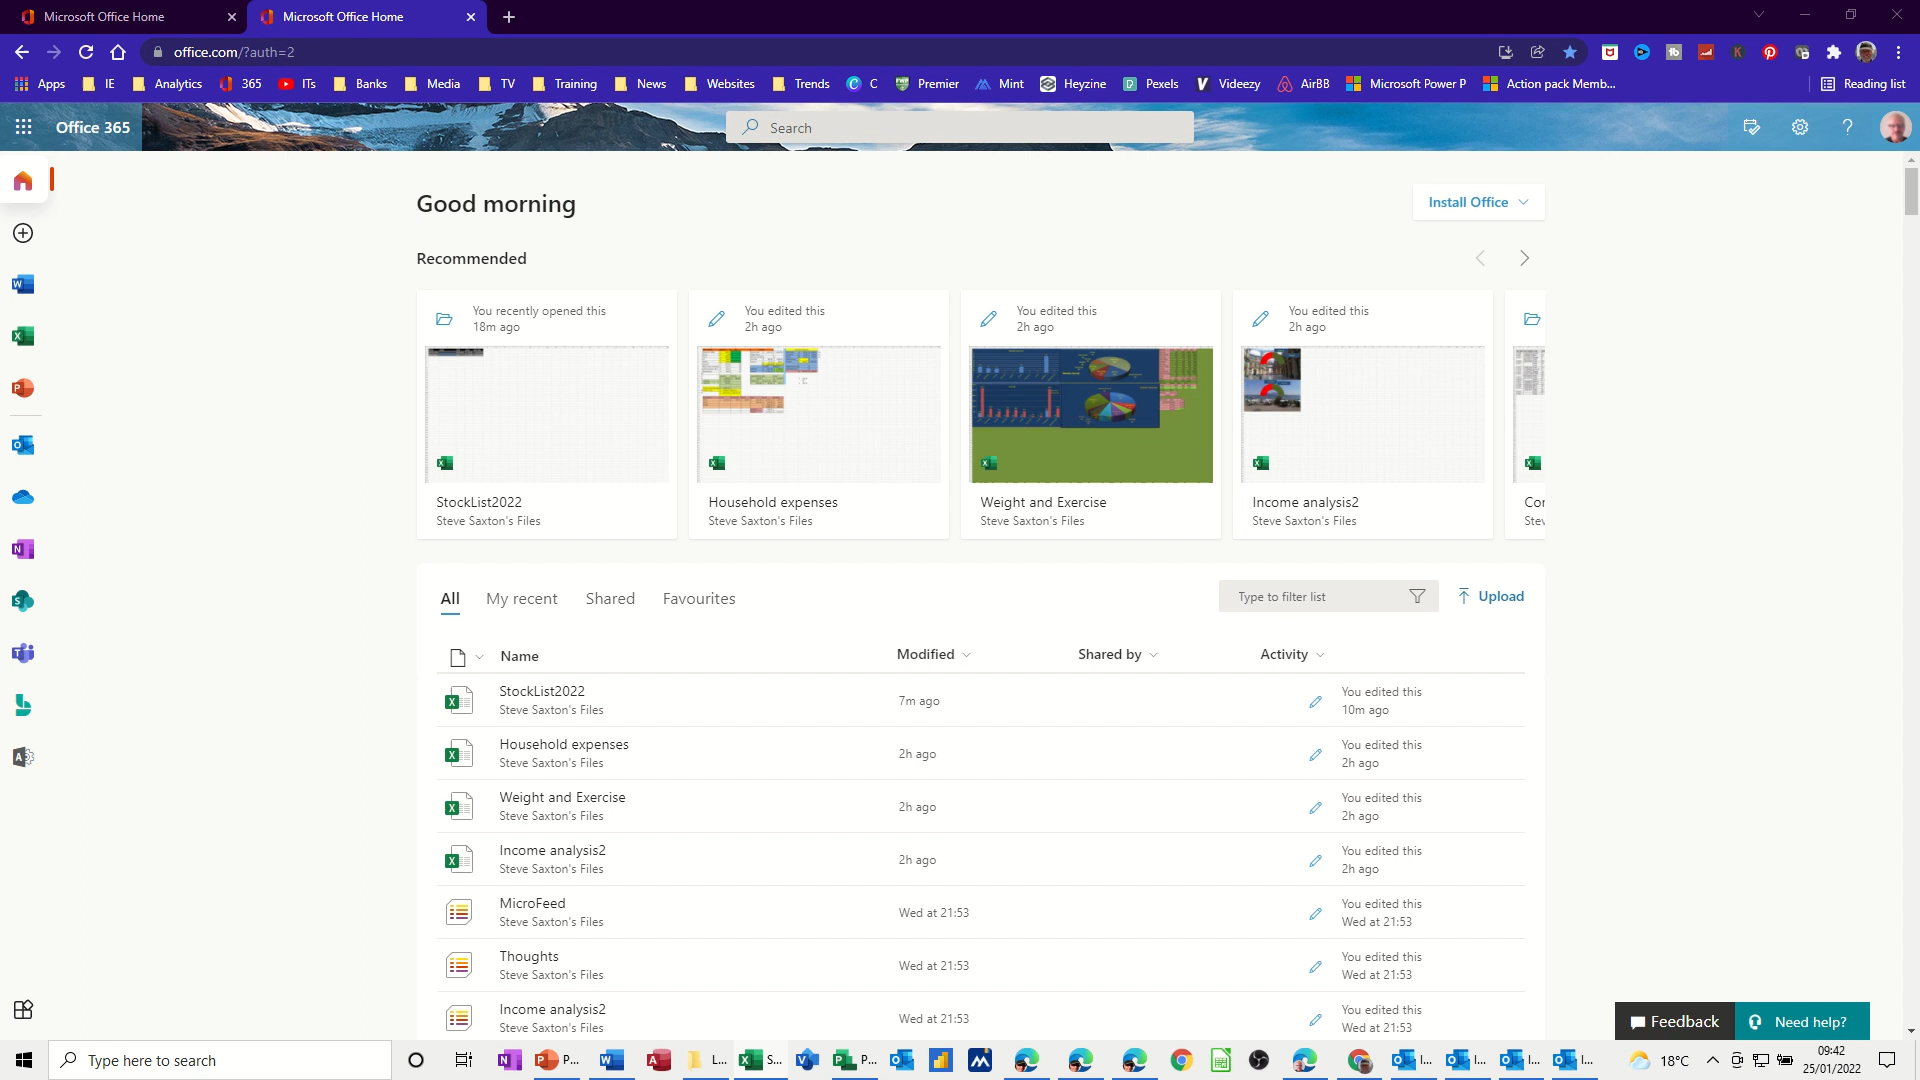 Microsoft Office Home
Microsoft Office Home
office.com/?auth=2
Apps IE Analytics 365 ITs Banks Media TV Training News Websites Trends C Premier Mint Heyzine Pexels Videezy AirBB Microsoft Power P Action pack Memb... Reading list
Office 365
Search
Good morning
Install Office
Recommended
You recently opened this
18m ago
StockList2022
Steve Saxton's Files
You edited this
2h ago
Household expenses
Steve Saxton's Files
You edited this
2h ago
Weight and Exercise
Steve Saxton's Files
You edited this
2h ago
Income analysis2
Steve Saxton's Files
All My recent Shared Favourites
Type to filter list
Upload
Name Modified Shared by Activity
StockList2022
Steve Saxton's Files
7m ago
You edited this
10m ago
Household expenses
Steve Saxton's Files
2h ago
You edited this
2h ago
Weight and Exercise
Steve Saxton's Files
2h ago
You edited this
2h ago
Income analysis2
Steve Saxton's Files
2h ago
You edited this
2h ago
MicroFeed
Steve Saxton's Files
Wed at 21:53
You edited this
Wed at 21:53
Thoughts
Steve Saxton's Files
Wed at 21:53
You edited this
Wed at 21:53
Income analysis2
Steve Saxton's Files
Wed at 21:53
You edited this
Wed at 21:53
Feedback
Need help?
Type here to search
P... L... S... P... I... I... I... I...
18°C
09:42
25/01/2022